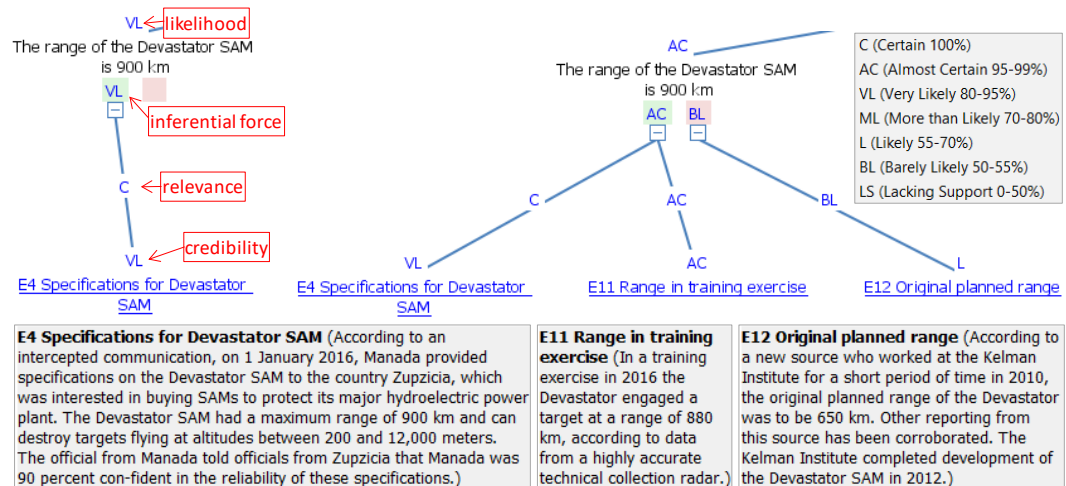 VL
likelihood
The range of the Devastator SAM
is 900 km
VL
inferential force
C
relevance
VL
credibility
E4 Specifications for Devastator
SAM
AC
The range of the Devastator SAM
is 900 km
AC BL
C
AC
BL
VL
AC
L
E4 Specifications for Devastator
SAM
E11 Range in training exercise
E12 Original planned range
C (Certain 100%)
AC (Almost Certain 95-99%)
VL (Very Likely 80-95%)
ML (More than Likely 70-80%)
L (Likely 55-70%)
BL (Barely Likely 50-55%)
LS (Lacking Support 0-50%)
E4 Specifications for Devastator SAM (According to an
intercepted communication, on 1 January 2016, Manada provided
specifications on the Devastator SAM to the country Zupzicia, which
was interested in buying SAMs to protect its major hydroelectric power
plant. The Devastator SAM had a maximum range of 900 km and can
destroy targets flying at altitudes between 200 and 12,000 meters.
The official from Manada told officials from Zupzicia that Manada was
90 percent con-fident in the reliability of these specifications.)
E11 Range in training
exercise (In a training
exercise in 2016 the
Devastator engaged a
target at a range of 880
km, according to data
from a highly accurate
technical collection radar.)
E12 Original planned range (According to
a new source who worked at the Kelman
Institute for a short period of time in 2010,
the original planned range of the Devastator
was to be 650 km. Other reporting from
this source has been corroborated. The
Kelman Institute completed development of
the Devastator SAM in 2012.)